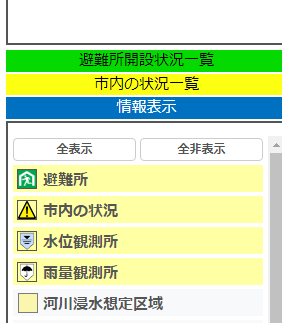 避難所開設状況一覧
市内の状況一覧
情報表示
全表示 全非表示
避難所
市内の状況
水位観測所
雨量観測所
河川浸水想定区域